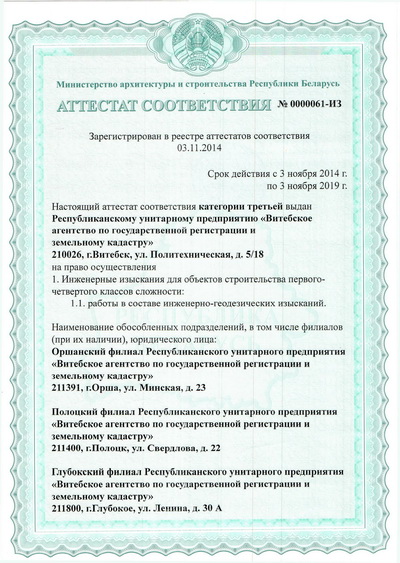 Министерство архитектуры и строительства Республики Беларусь
АТТЕСТАТ СООТВЕТСТВИЯ № 0000061-ИЗ
Зарегистрирован в реестре аттестатов соответствия
03.11.2014
Срок действия с 3 ноября 2014 г.
по 3 ноября 2019 г.
Настоящий аттестат соответствия категории третьей выдан
Республиканскому унитарному предприятию «Витебское
агентство по государственной регистрации и
земельному кадастру»
210026, г.Витебск, ул. Политехническая, д. 5/18
на право осуществления
1. Инженерные изыскания для объектов строительства первого-
четвертого классов сложности:
1.1. работы в составе инженерно-геодезических изысканий.
Наименование обособленных подразделений, в том числе филиалов
(при их наличии), юридического лица:
Оршанский филиал Республиканского унитарного предприятия
«Витебское агентство по государственной регистрации и
земельному кадастру»
211391, г.Орша, ул. Минская, д. 23
Полоцкий филиал Республиканского унитарного предприятия
«Витебское агентство по государственной регистрации и
земельному кадастру»
211400, г.Полоцк, ул. Свердлова, д. 22
Глубокский филиал Республиканского унитарного предприятия
«Витебское агентство по государственной регистрации и
земельному кадастру»
211800, г.Глубокое, ул. Ленина, д. 30 А